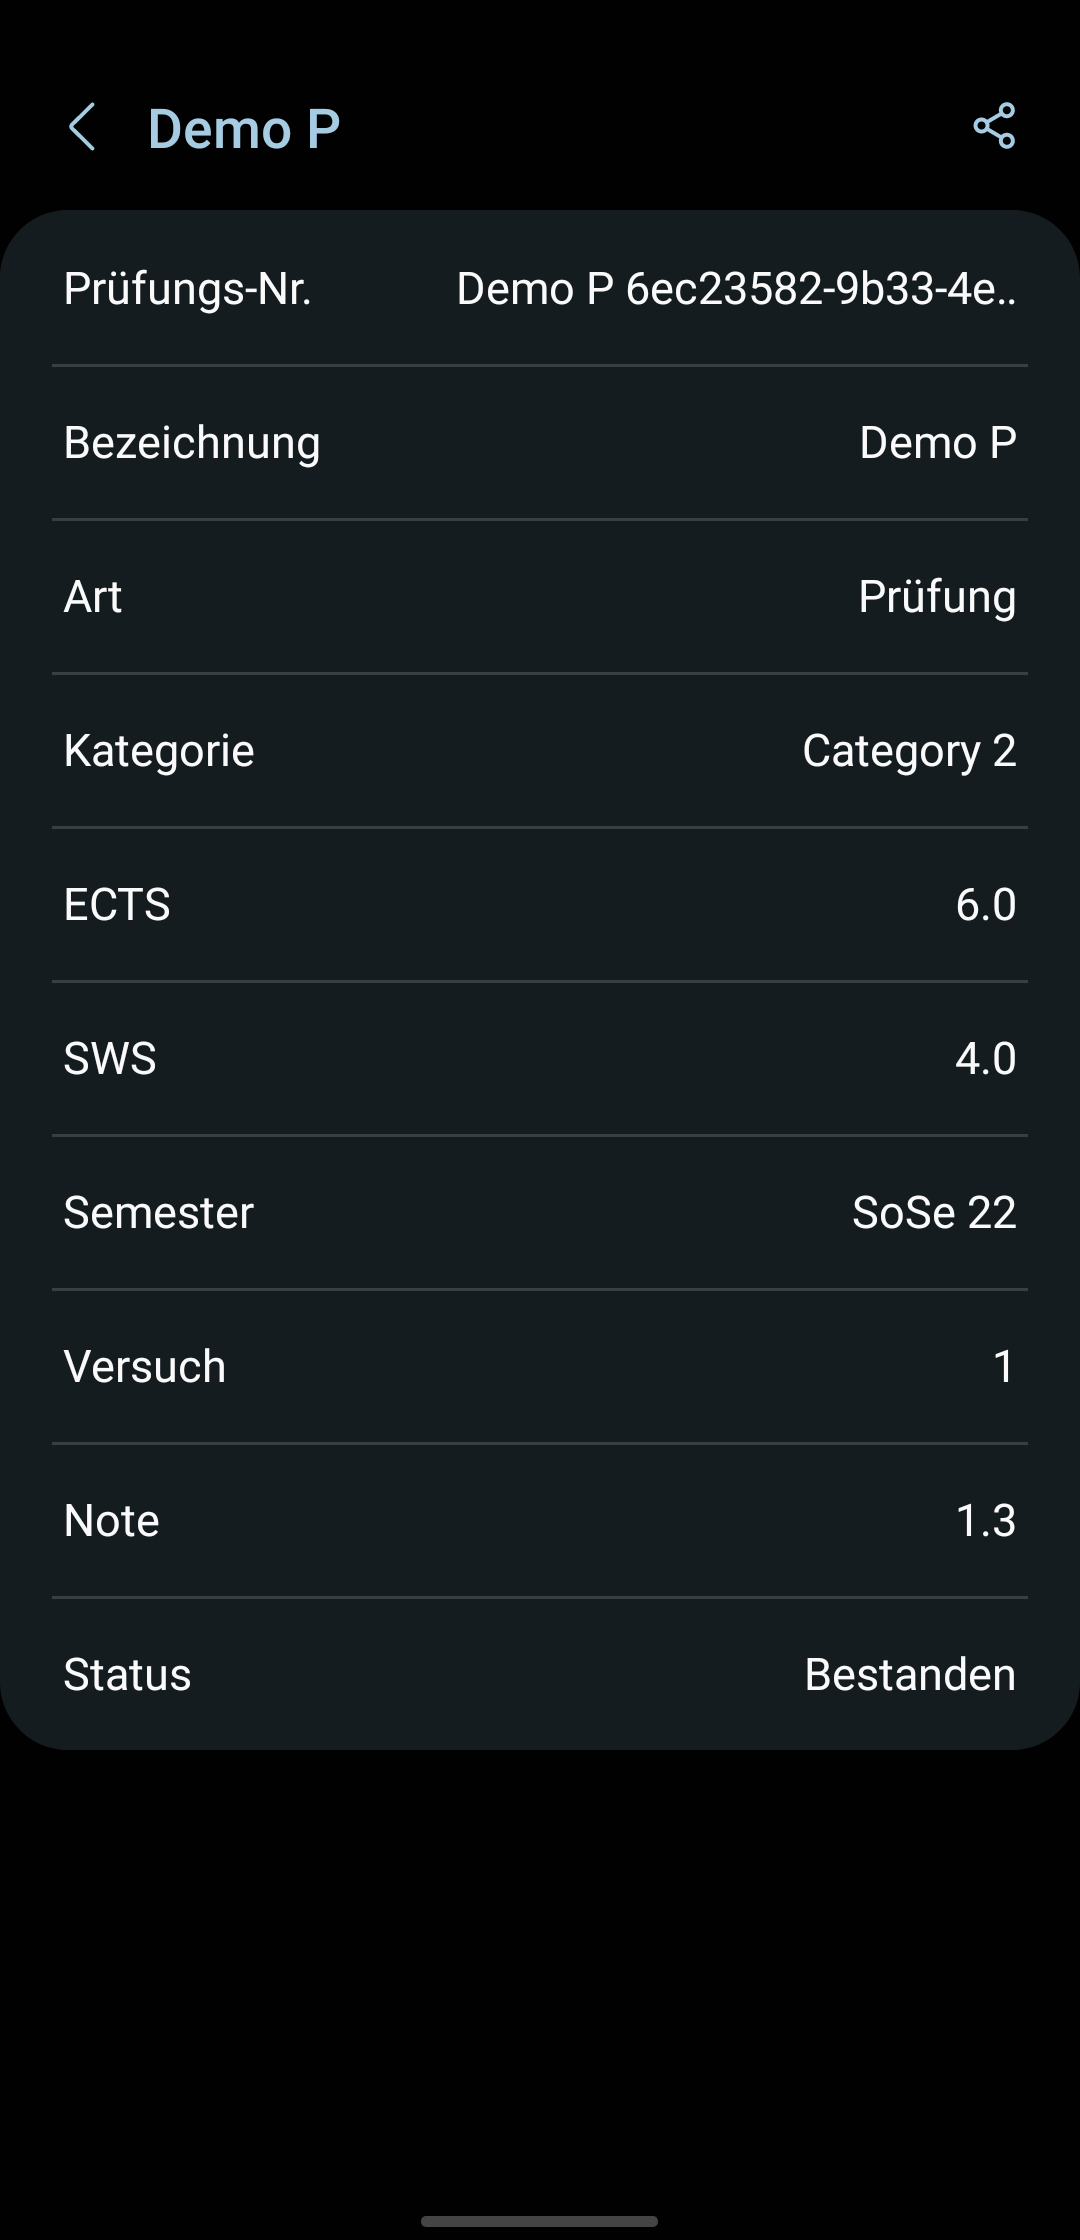 Demo P
Prüfungs-Nr. Demo P 6ec23582-9b33-4e..
Bezeichnung Demo P
Art Prüfung
Kategorie Category 2
ECTS 6.0
SWS 4.0
Semester SoSe 22
Versuch 1
Note 1.3
Status Bestanden